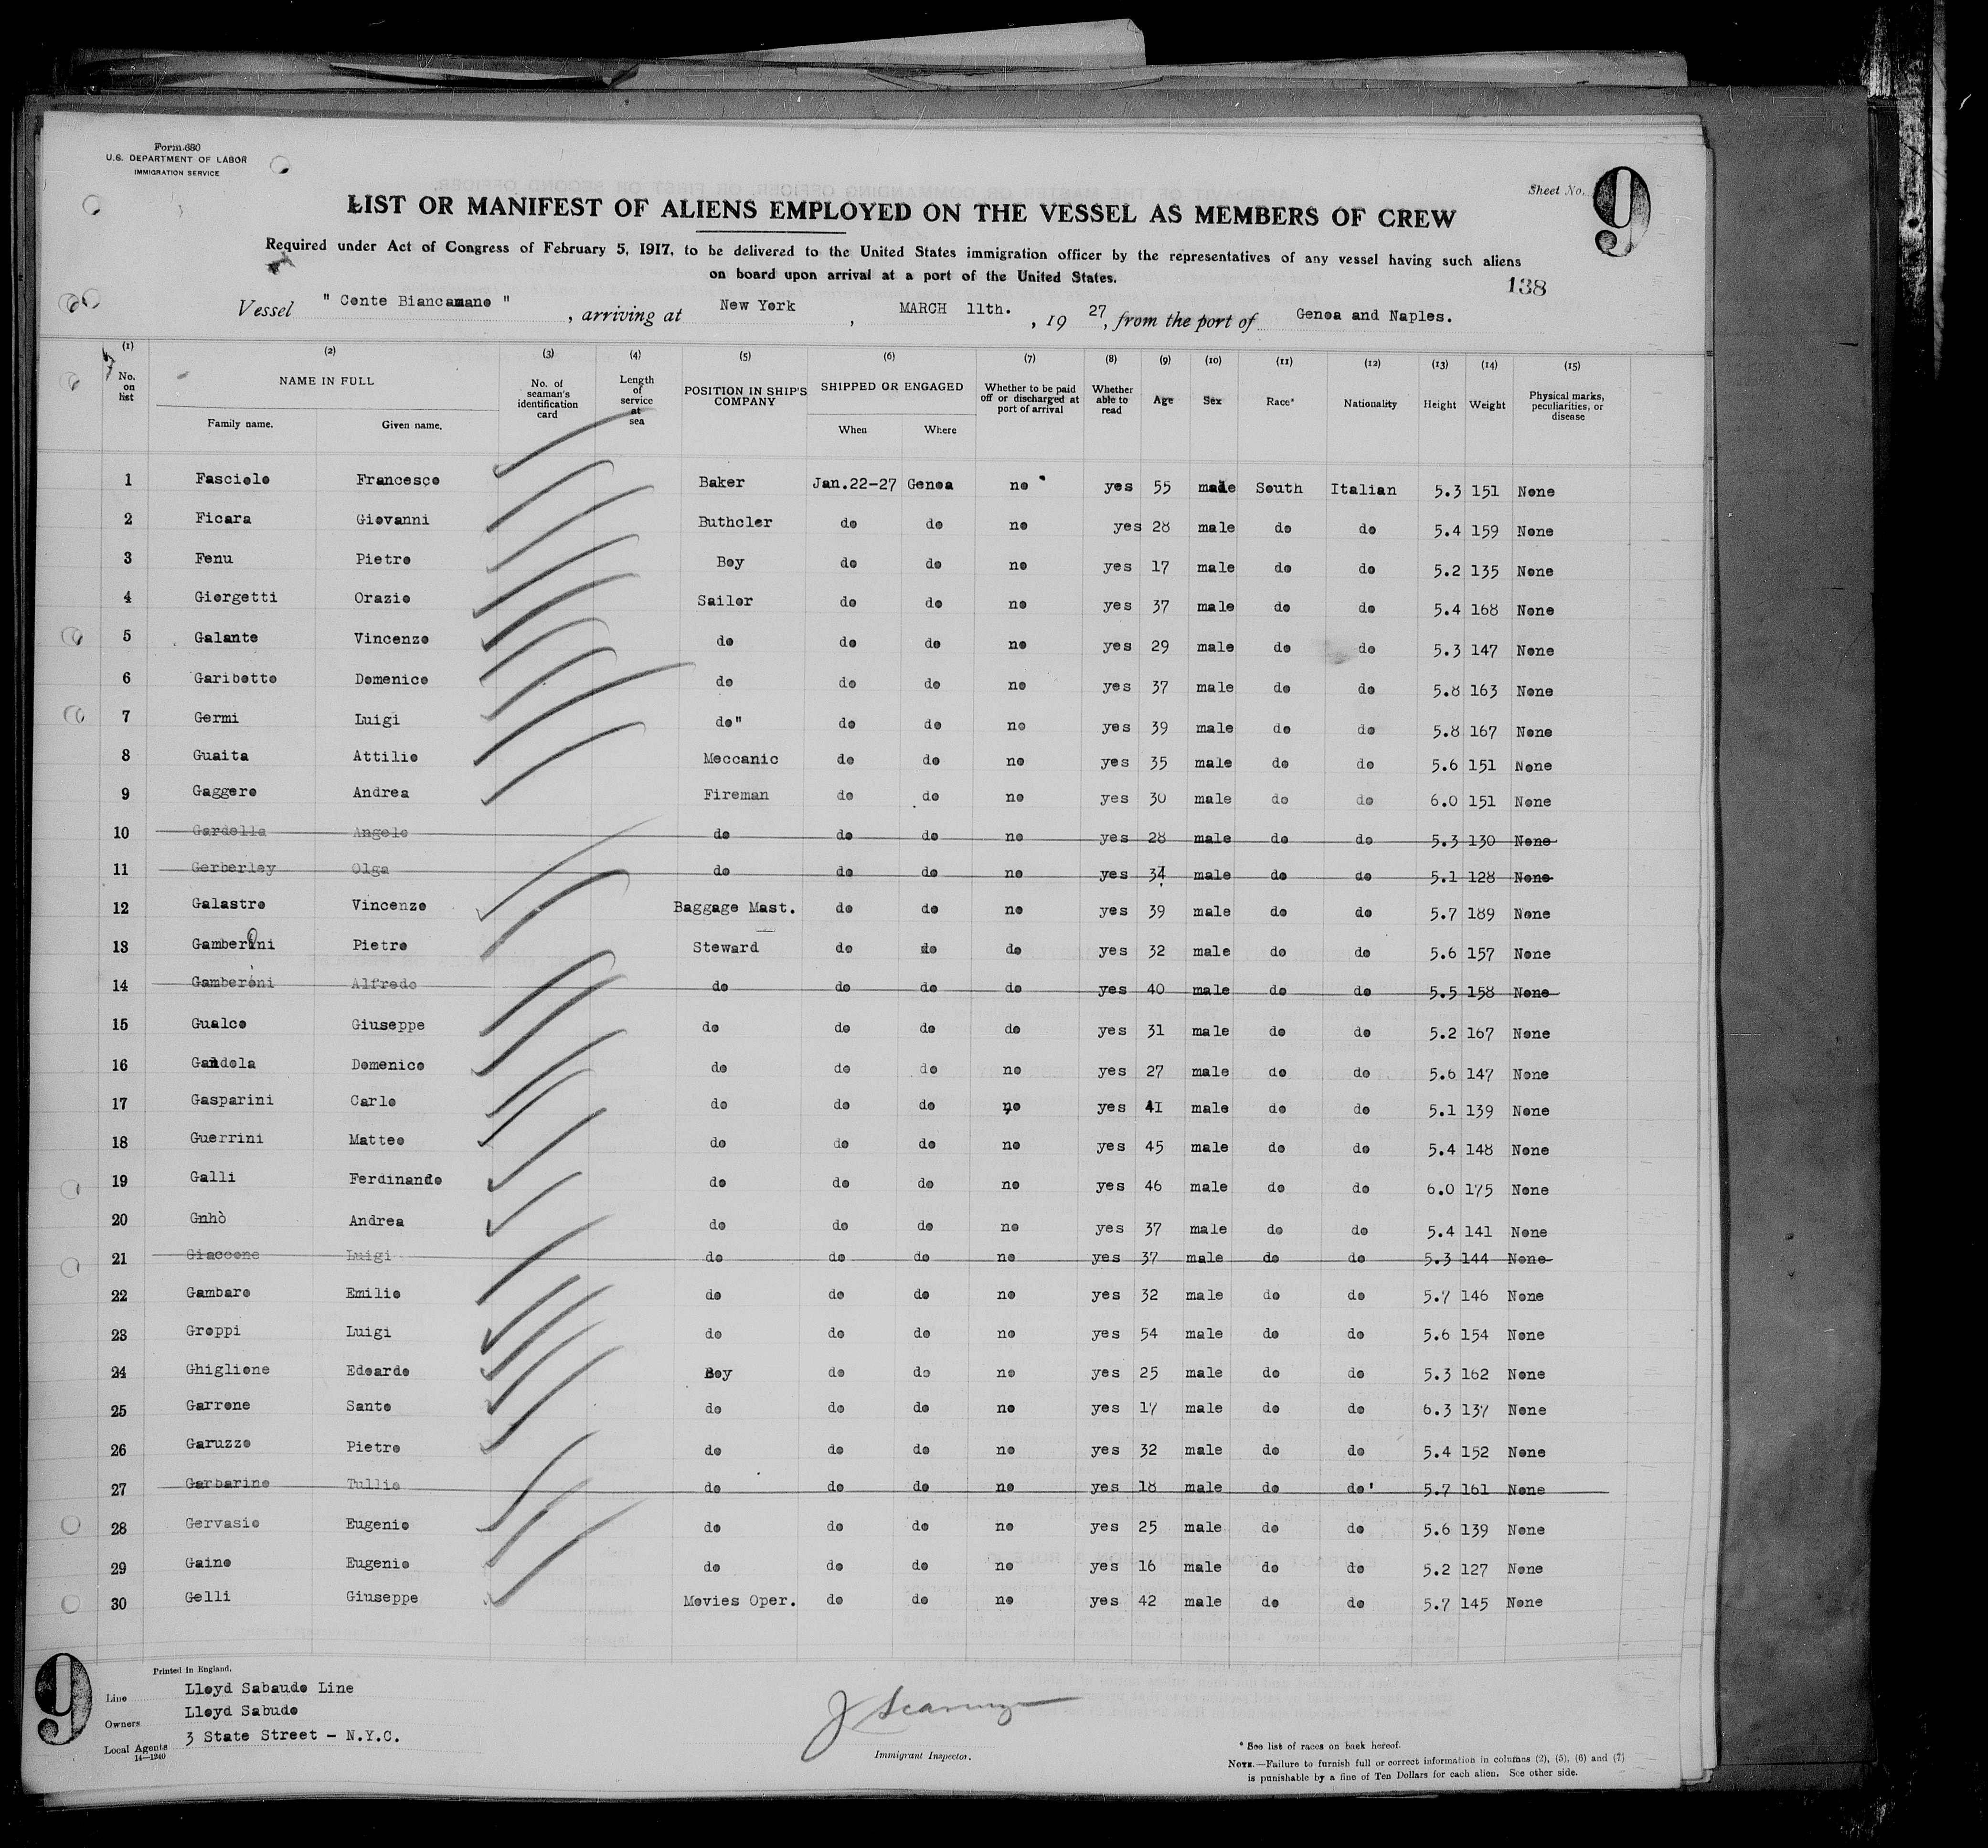 Form 680
U.S. DEPARTMENT OF LABOR
IMMIGRATION SERVICE
Sheet No. 9
LIST OR MANIFEST OF ALIENS EMPLOYED ON THE VESSEL AS MEMBERS OF CREW
Required under Act of Congress of February 5, 1917, to be delivered to the United States immigration officer by the representatives of any vessel having such aliens
on board upon arrival at a port of the United States.
138
Vessel " Conte Biancamano " , arriving at New York , MARCH 11th. , 19 27, from the port of Genoa and Naples.
(1) (2) (3) (4) (5) (6) (7) (8) (9) (10) (11) (12) (13) (14) (15)
No. on list NAME IN FULL No. of seaman's identification card Length of service at sea POSITION IN SHIP'S COMPANY SHIPPED OR ENGAGED Whether to be paid off or discharged at port of arrival Whether able to read Age Sex Race* Nationality Height Weight Physical marks, peculiarities, or disease
Family name. Given name. When Where
1 Fasciolo Francesco Baker Jan.22-27 Genoa no yes 55 male South Italian 5.3 151 None
2 Ficara Giovanni Buthcler do do no yes 28 male do do 5.4 159 None
3 Fenu Pietro Boy do do no yes 17 male do do 5.2 135 None
4 Giorgetti Orazio Sailor do do no yes 37 male do do 5.4 168 None
5 Galante Vincenzo do do do no yes 29 male do do 5.3 147 None
6 Garibotto Domenico do do do no yes 37 male do do 5.8 163 None
7 Germi Luigi do" do do no yes 39 male do do 5.8 167 None
8 Guaita Attilio Meccanic do do no yes 35 male do do 5.6 151 None
9 Gaggero Andrea Fireman do do no yes 30 male do do 6.0 151 None
10 Gardella Angelo do do do no yes 28 male do do 5.3 130 None
11 Gerberley Olga do do do no yes 34 male do do 5.1 128 None
12 Galastro Vincenzo Baggage Mast. do do no yes 39 male do do 5.7 189 None
13 Gamberini Pietro Steward do do do yes 32 male do do 5.6 157 None
14 Gamberoni Alfredo do do do do yes 40 male do do 5.5 158 None
15 Gualco Giuseppe do do do do yes 31 male do do 5.2 167 None
16 Gandola Domenico do do do no yes 27 male do do 5.6 147 None
17 Gasparini Carlo do do do no yes 41 male do do 5.1 139 None
18 Guerrini Matteo do do do no yes 45 male do do 5.4 148 None
19 Galli Ferdinando do do do no yes 46 male do do 6.0 175 None
20 Gnhò Andrea do do do no yes 37 male do do 5.4 141 None
21 Giaccone Luigi do do do no yes 37 male do do 5.3 144 None
22 Gambaro Emilio do do do no yes 32 male do do 5.7 146 None
23 Groppi Luigi do do do no yes 54 male do do 5.6 154 None
24 Ghiglione Edoardo Boy do do no yes 25 male do do 5.3 162 None
25 Garrone Santo do do do no yes 17 male do do 6.3 137 None
26 Garuzzo Pietro do do do no yes 32 male do do 5.4 152 None
27 Garbarino Tullio do do do no yes 18 male do do' 5.7 161 None
28 Gervasio Eugenio do do do no yes 25 male do do 5.6 139 None
29 Gaino Eugenio do do do no yes 16 male do do 5.2 127 None
30 Gelli Giuseppe Movies Oper. do do no yes 42 male do do 5.7 145 None
9
Printed in England.
Line Lloyd Sabaudo Line
Owners Lloyd Sabudo
Local Agents 3 State Street - N.Y.C.
14—1240
Immigrant Inspector.
* See list of races on back hereof.
NOTE.—Failure to furnish full or correct information in columns (2), (5), (6) and (7)
is punishable by a fine of Ten Dollars for each alien. See other side.